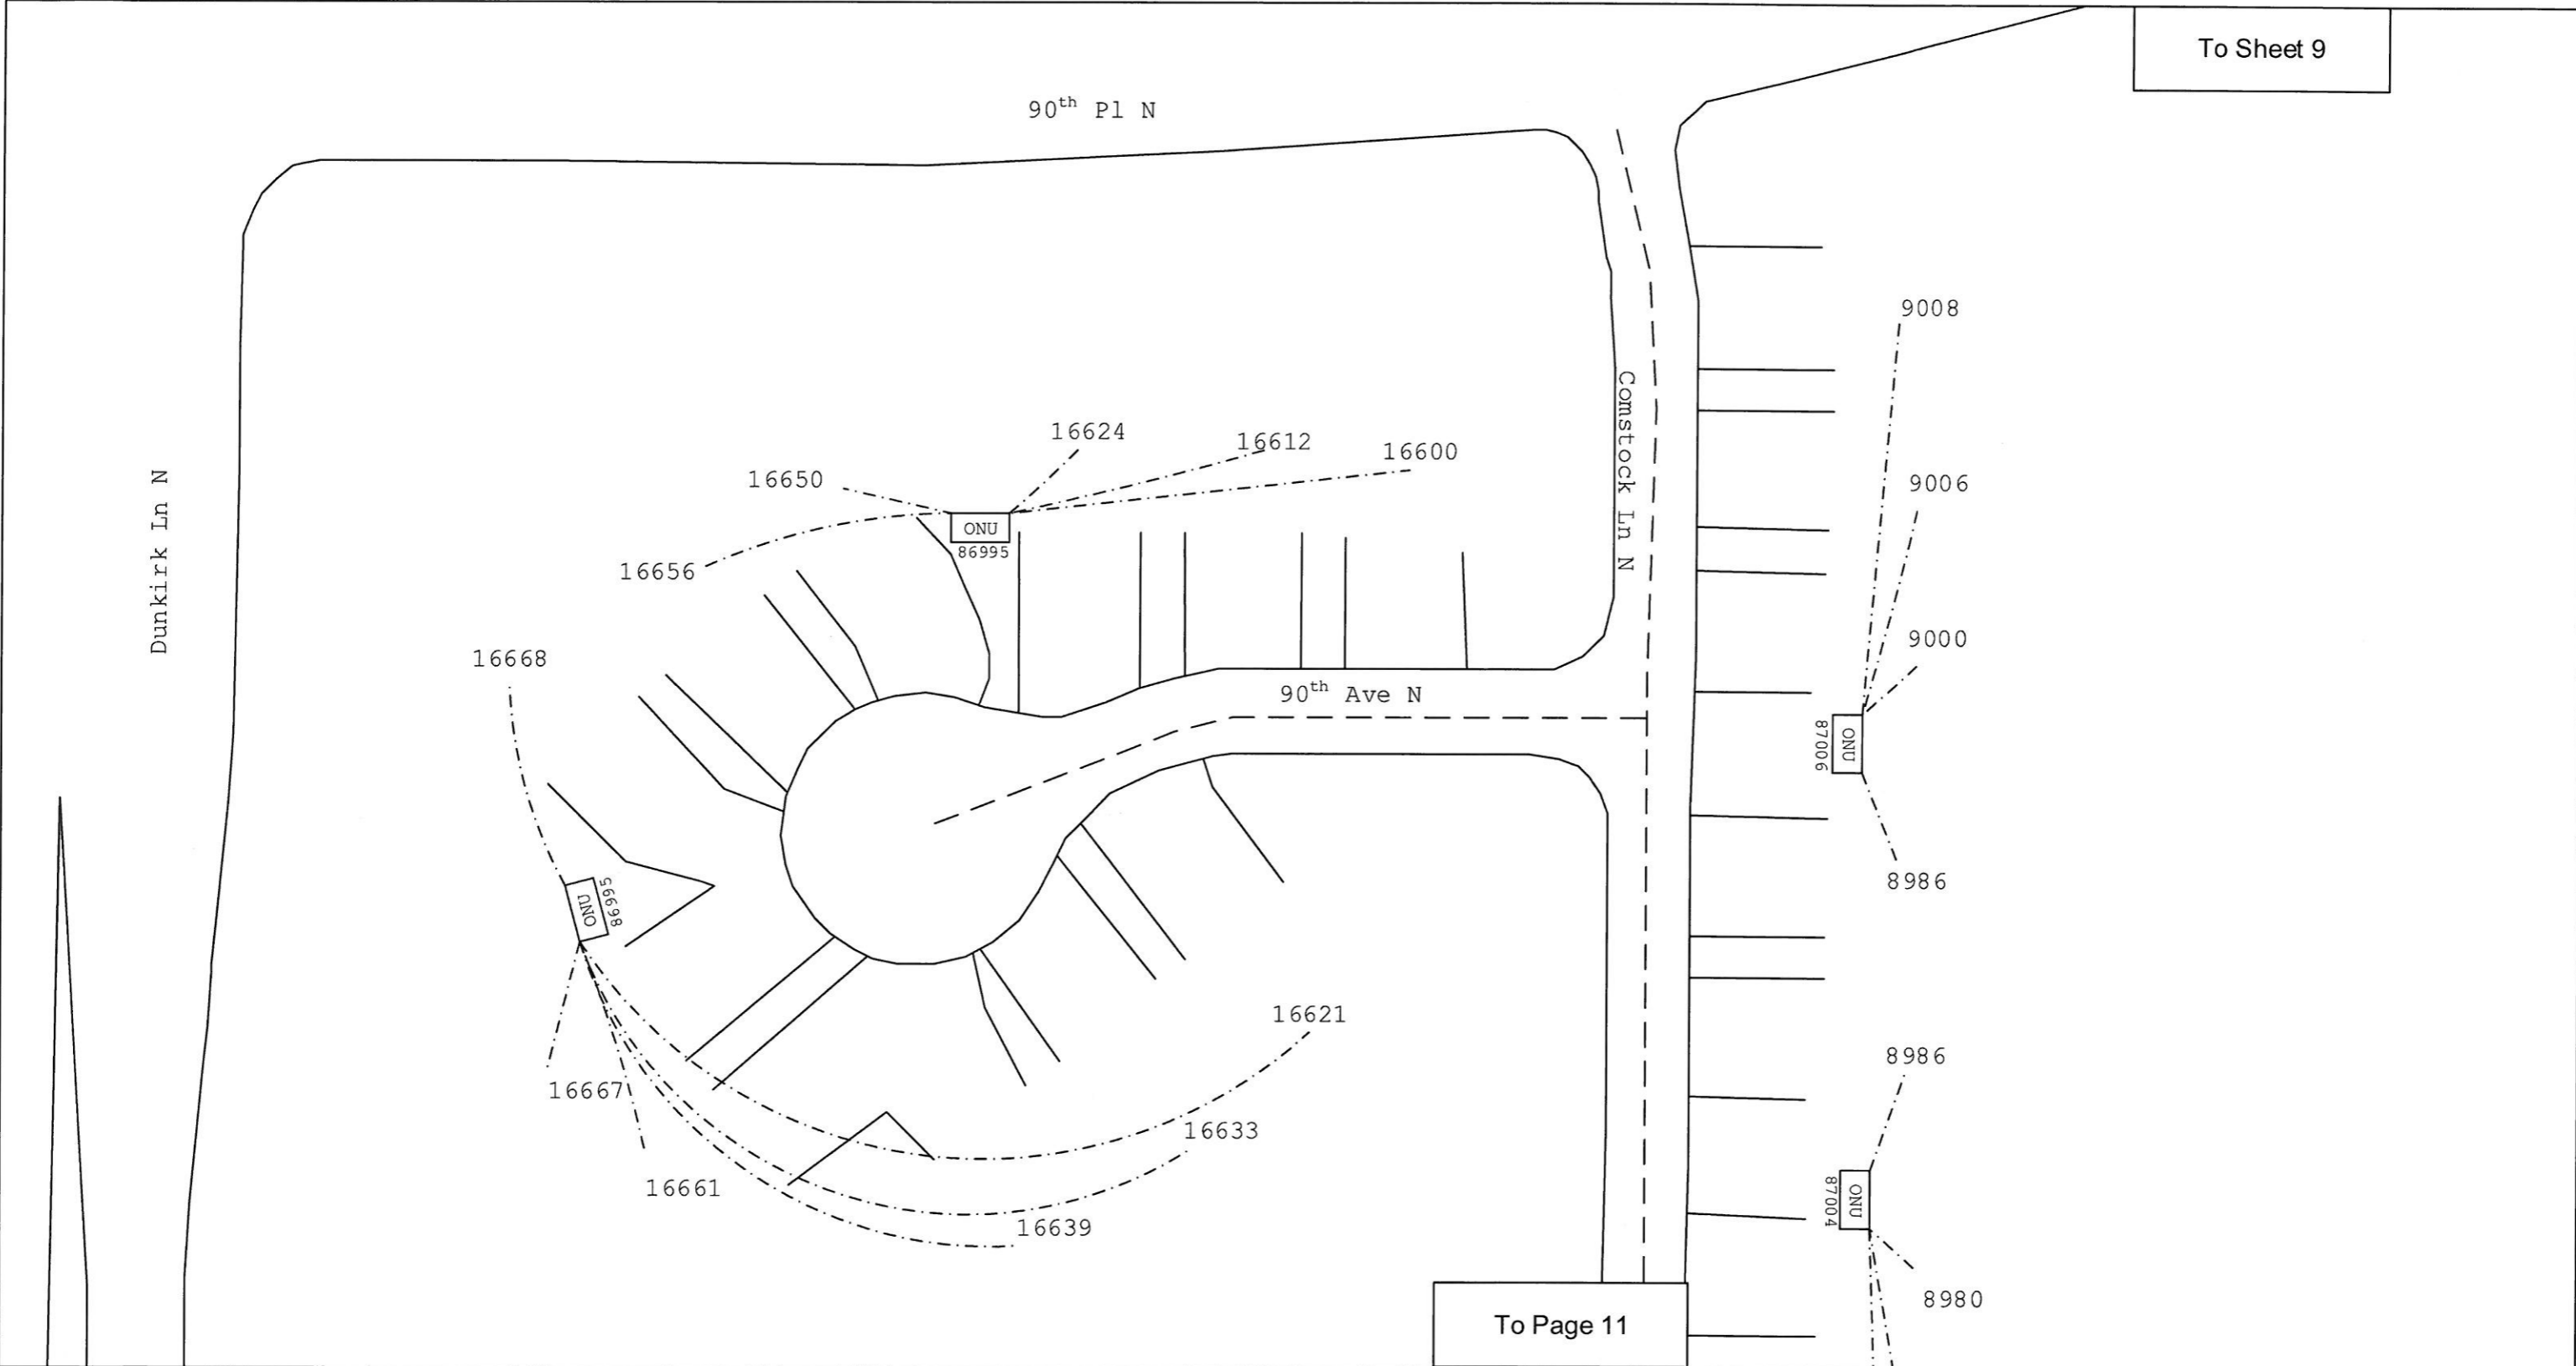 To Sheet 9
90th Pl N
9008
Comstock Ln N
16624
16612
16600
16650
9006
Dunkirk Ln N
ONU
86995
16656
9000
16668
90th Ave N
ONU
87006
8986
ONU
86995
16621
8986
16667
16633
16661
ONU
87004
16639
8980
To Page 11